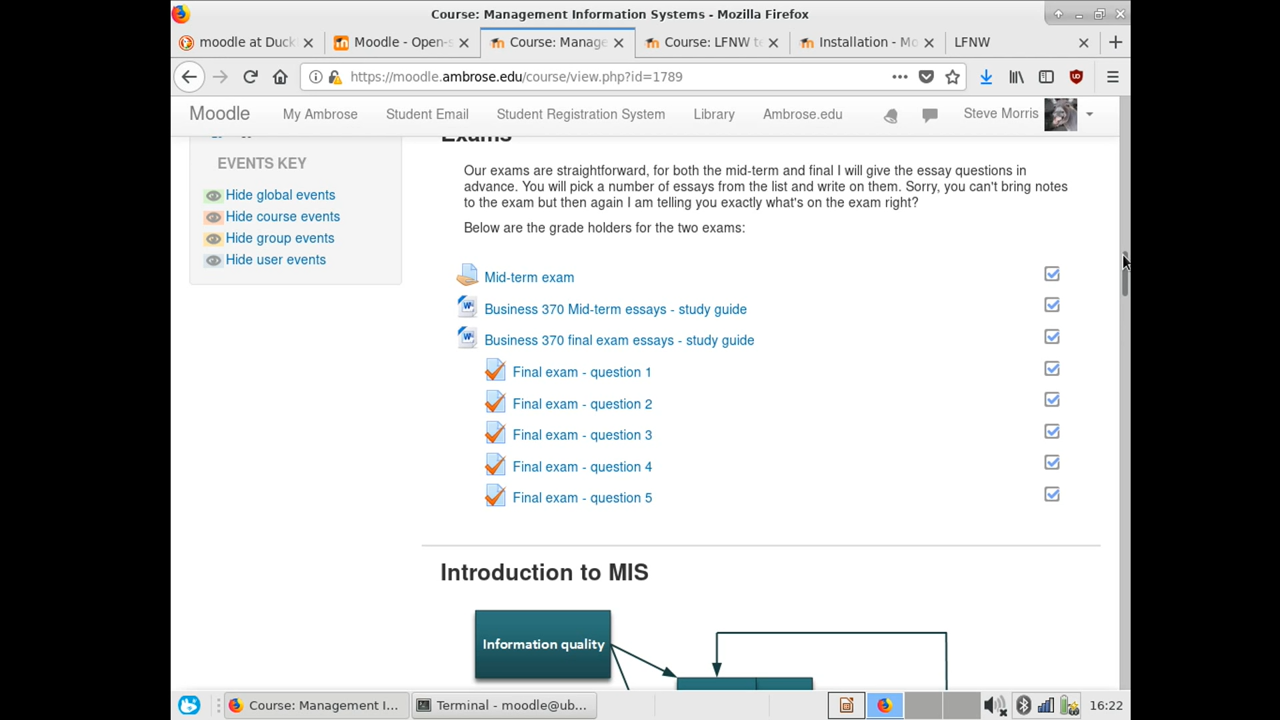 Course: Management Information Systems - Mozilla Firefox
moodle at Duck
Moodle - Open-s
Course: Manage
Course: LFNW te
Installation - Mo
LFNW
https://moodle.ambrose.edu/course/view.php?id=1789
Moodle
My Ambrose
Student Email
Student Registration System
Library
Ambrose.edu
Steve Morris
Exams
EVENTS KEY
Hide global events
Hide course events
Hide group events
Hide user events
Our exams are straightforward, for both the mid-term and final I will give the essay questions in
advance. You will pick a number of essays from the list and write on them. Sorry, you can't bring notes
to the exam but then again I am telling you exactly what's on the exam right?
Below are the grade holders for the two exams:
Mid-term exam
Business 370 Mid-term essays - study guide
Business 370 final exam essays - study guide
Final exam - question 1
Final exam - question 2
Final exam - question 3
Final exam - question 4
Final exam - question 5
Introduction to MIS
Information quality
Course: Management I...
Terminal - moodle@ub...
16:22